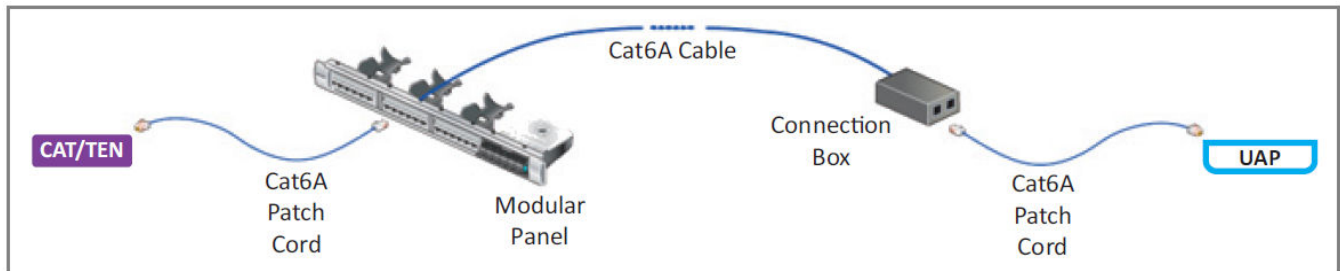 Cat6A Cable
CAT/TEN
Cat6A
Patch
Cord
Modular
Panel
Connection
Box
Cat6A
Patch
Cord
UAP